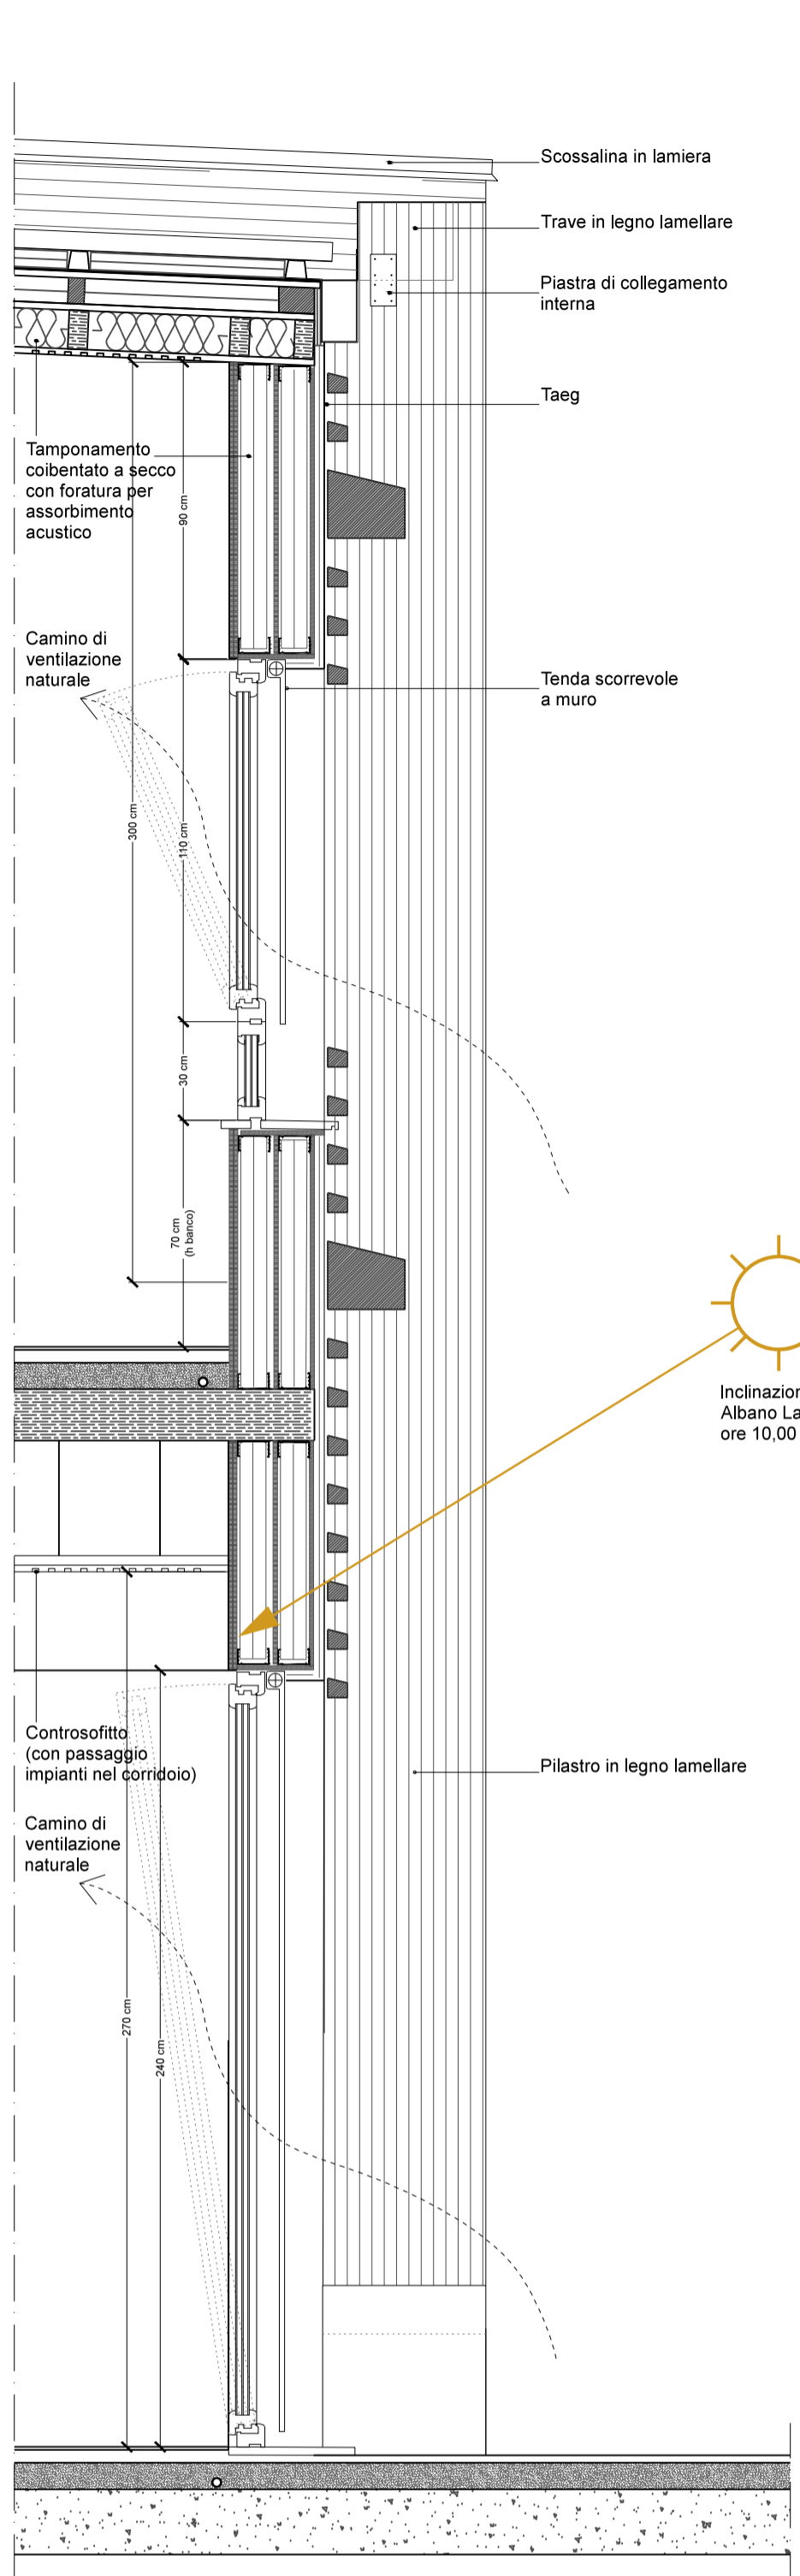 Scossalina in lamiera
Trave in legno lamellare
Piastra di collegamento
interna
Taeg
Tamponamento
coibentato a secco
con foratura per
assorbimento
acustico
90 cm
Camino di
ventilazione
naturale
Tenda scorrevole
a muro
300 cm
110 cm
30 cm
70 cm
(h banco)
Inclinazion
Albano La
ore 10,00
Controsofitto
(con passaggio
impianti nel corridoio)
Pilastro in legno lamellare
Camino di
ventilazione
naturale
270 cm
240 cm